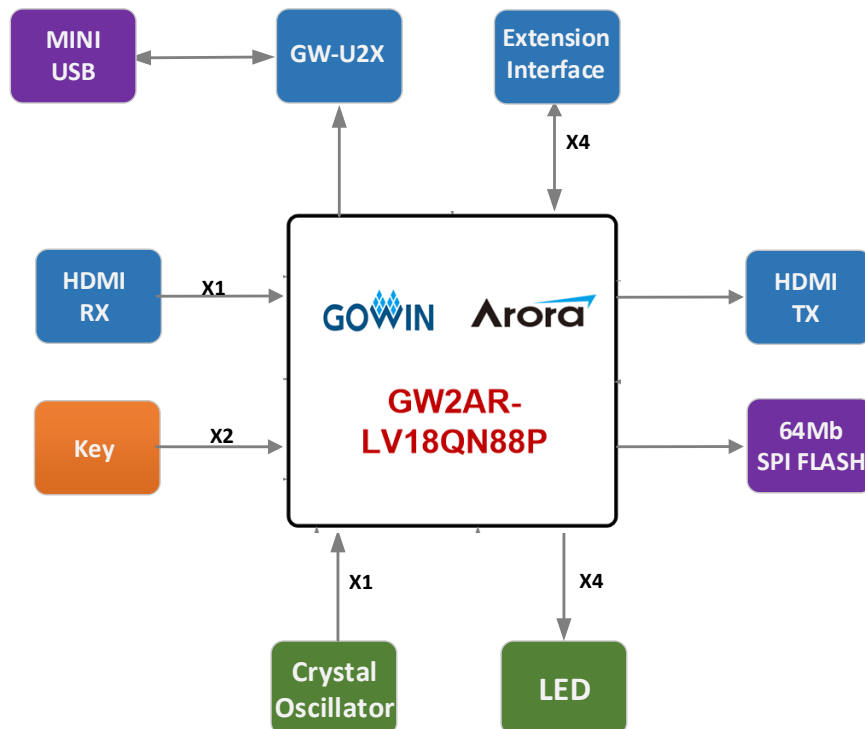 MINI
USB
GW-U2X
Extension
Interface
X4
HDMI
RX
X1
GOWIN
Arora
HDMI
TX
GW2AR-
LV18QN88P
Key
X2
64Mb
SPI FLASH
X1
X4
Crystal
Oscillator
LED